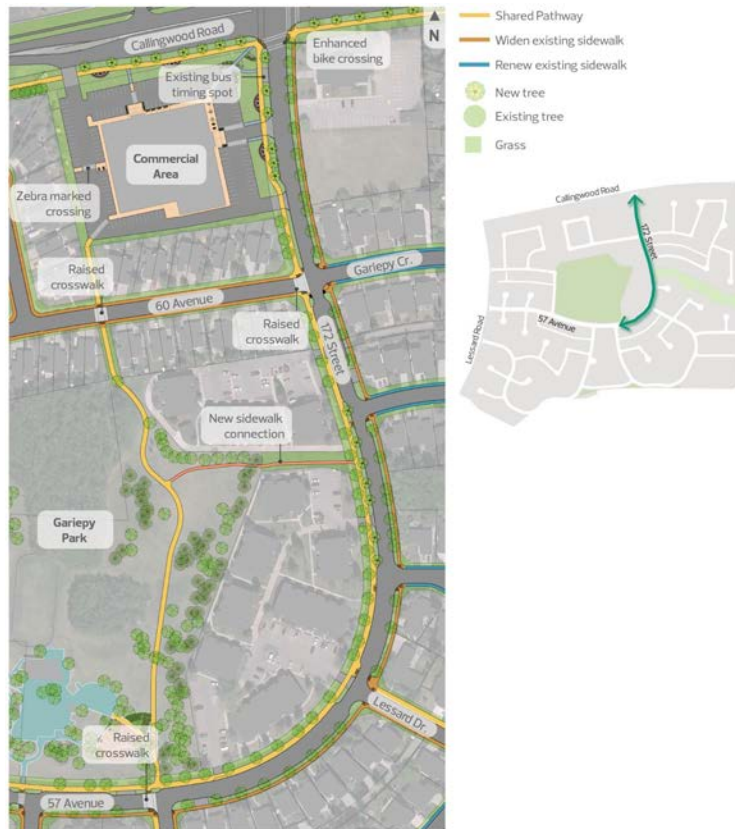 Callingwood Road
N
Enhanced
bike crossing
Existing bus
timing spot
Commercial
Area
Zebra marked
crossing
Raised
crosswalk
Gariepy Cr.
60 Avenue
Raised
crosswalk
172 Street
New sidewalk
connection
Gariepy
Park
Lessard Dr.
Raised
crosswalk
57 Avenue
Shared Pathway
Widen existing sidewalk
Renew existing sidewalk
New tree
Existing tree
Grass
Callingwood Road
172 Street
57 Avenue
Lessard Road